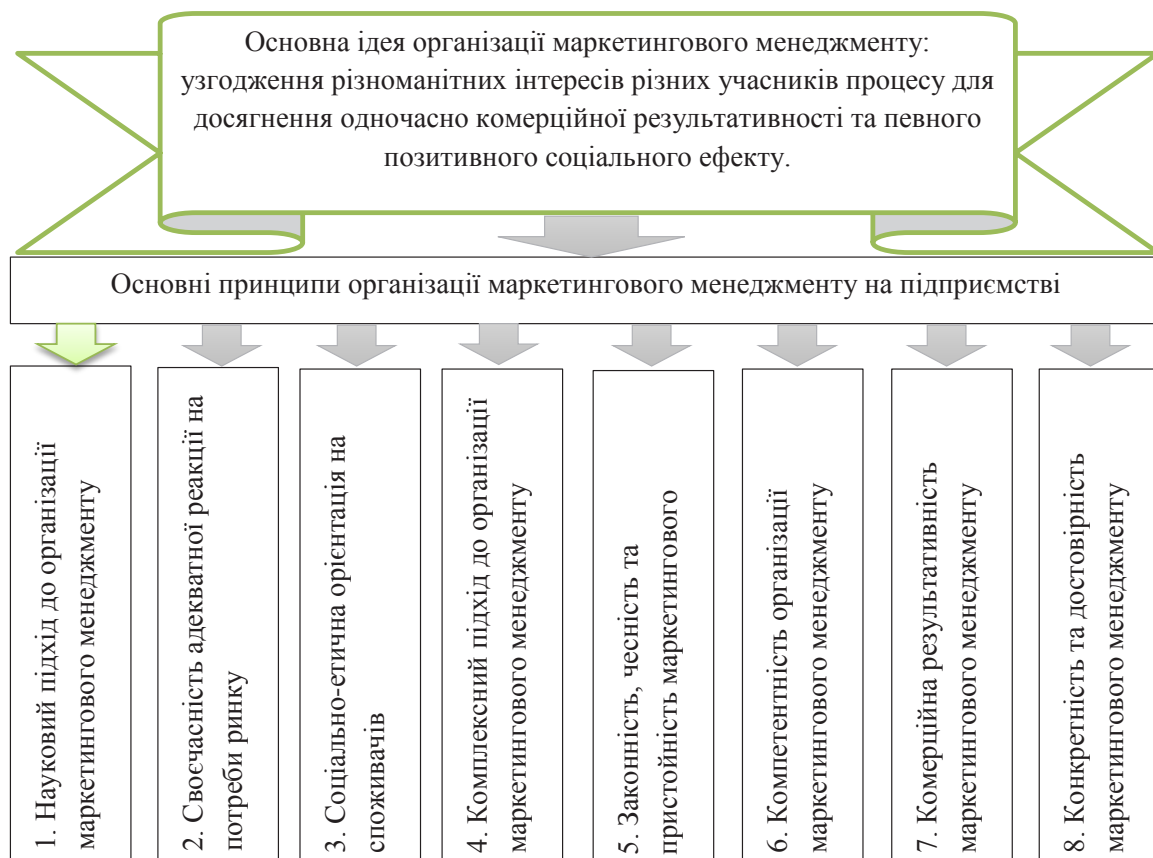 Основна ідея організації маркетингового менеджменту:
узгодження різноманітних інтересів різних учасників процесу для
досягнення одночасно комерційної результативності та певного
позитивного соціального ефекту.
Основні принципи організації маркетингового менеджменту на підприємстві
1. Науковий підхід до організації
маркетингового менеджменту
2. Своєчасність адекватної реакції на
потреби ринку
3. Соціально-етична орієнтація на
споживачів
4. Комплексний підхід до організації
маркетингового менеджменту
5. Законність, чесність та
пристойність маркетингового
6. Компетентність організації
маркетингового менеджменту
7. Комерційна результативність
маркетингового менеджменту
8. Конкретність та достовірність
маркетингового менеджменту